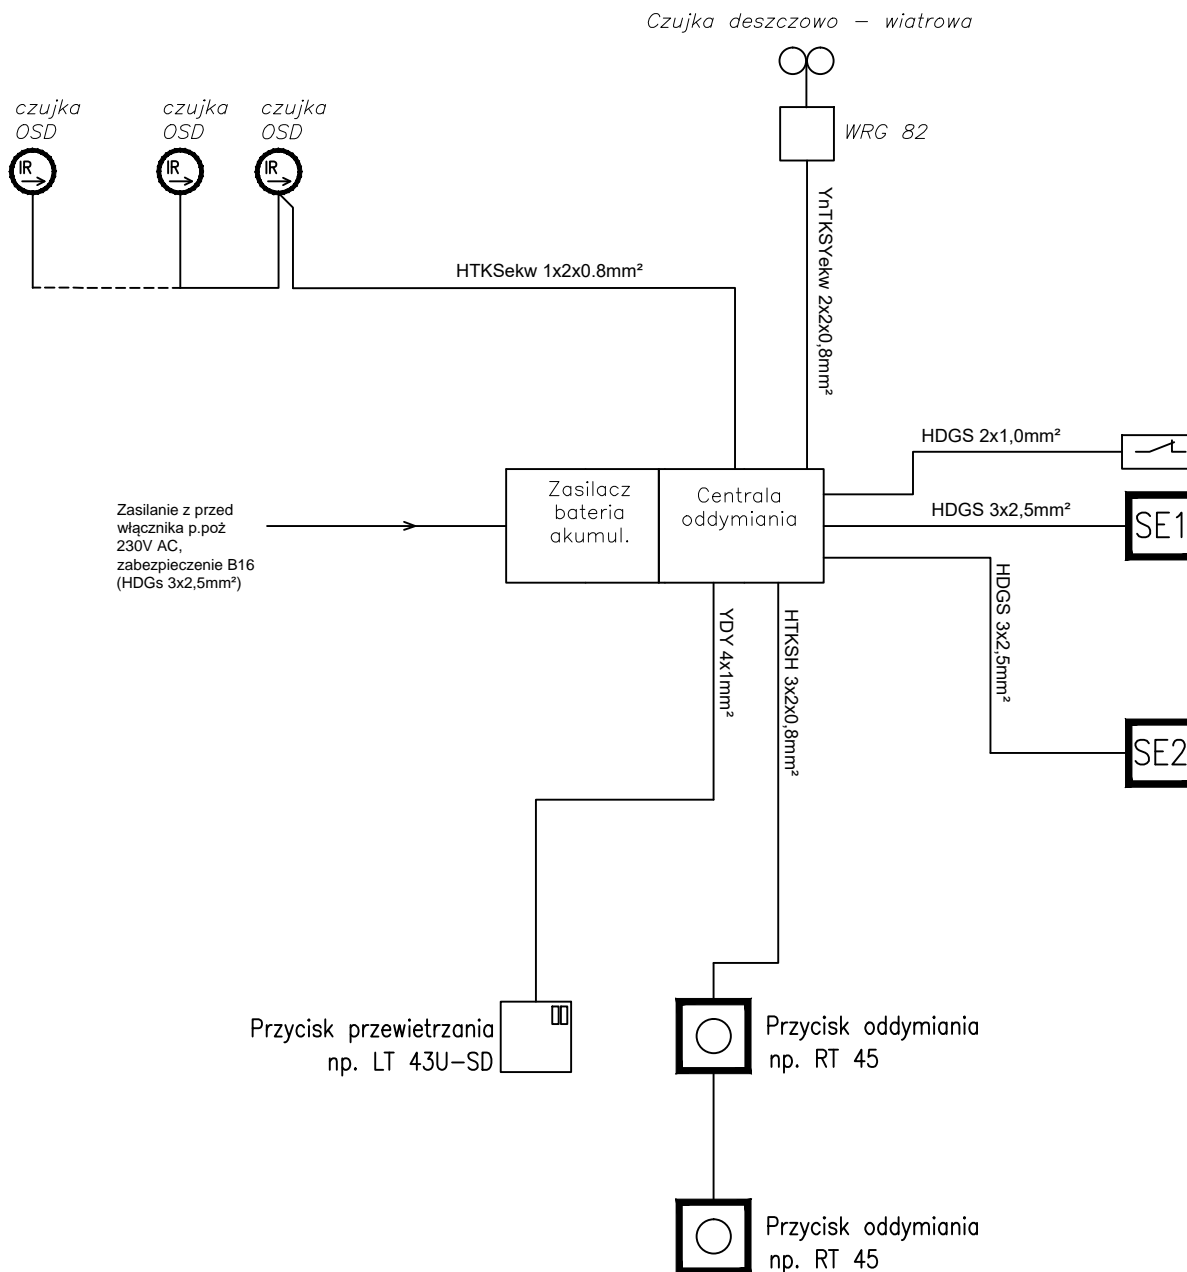 Czujka deszczowo – wiatrowa
WRG 82
czujka
OSD
czujka
OSD
czujka
OSD
IR
IR
IR
HTKSekw 1x2x0.8mm²
YnTKSYekw 2x2x0,8mm²
HDGS 2x1,0mm²
Zasilacz
bateria
akumul.
Centrala
oddymiania
HDGS 3x2,5mm²
SE1
Zasilanie z przed
włącznika p.poż
230V AC,
zabezpieczenie B16
(HDGs 3x2,5mm²)
YDY 4x1mm²
HTKSH 3x2x0,8mm²
HDGS 3x2,5mm²
SE2
Przycisk przewietrzania
np. LT 43U–SD
Przycisk oddymiania
np. RT 45
Przycisk oddymiania
np. RT 45